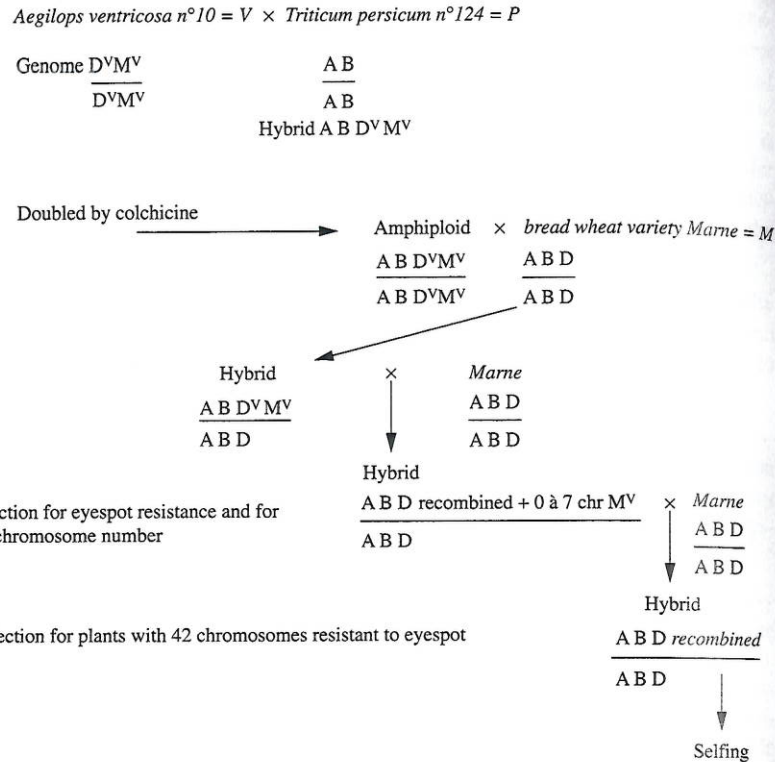 Aegilops ventricosa n°10 = V × Triticum persicum n°124 = P
Genome DVMV
DVMV
A B
A B
Hybrid A B DVMV
Doubled by colchicine
Amphiploid × bread wheat variety Marne = M
A B DVMV
A B DVMV
A B D
A B D
Hybrid × Marne
A B DVMV
A B D
A B D
A B D
Hybrid
ction for eyespot resistance and for
chromosome number
A B D recombined + 0 à 7 chr MV × Marne
A B D
A B D
A B D
Hybrid
ection for plants with 42 chromosomes resistant to eyespot
A B D recombined
A B D
Selfing